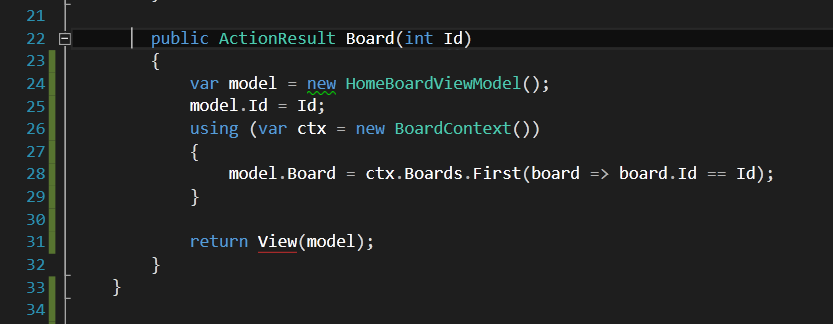 21
22 public ActionResult Board(int Id)
23 {
24 var model = new HomeBoardViewModel();
25 model.Id = Id;
26 using (var ctx = new BoardContext())
27 {
28 model.Board = ctx.Boards.First(board => board.Id == Id);
29 }
30
31 return View(model);
32 }
33 }
34